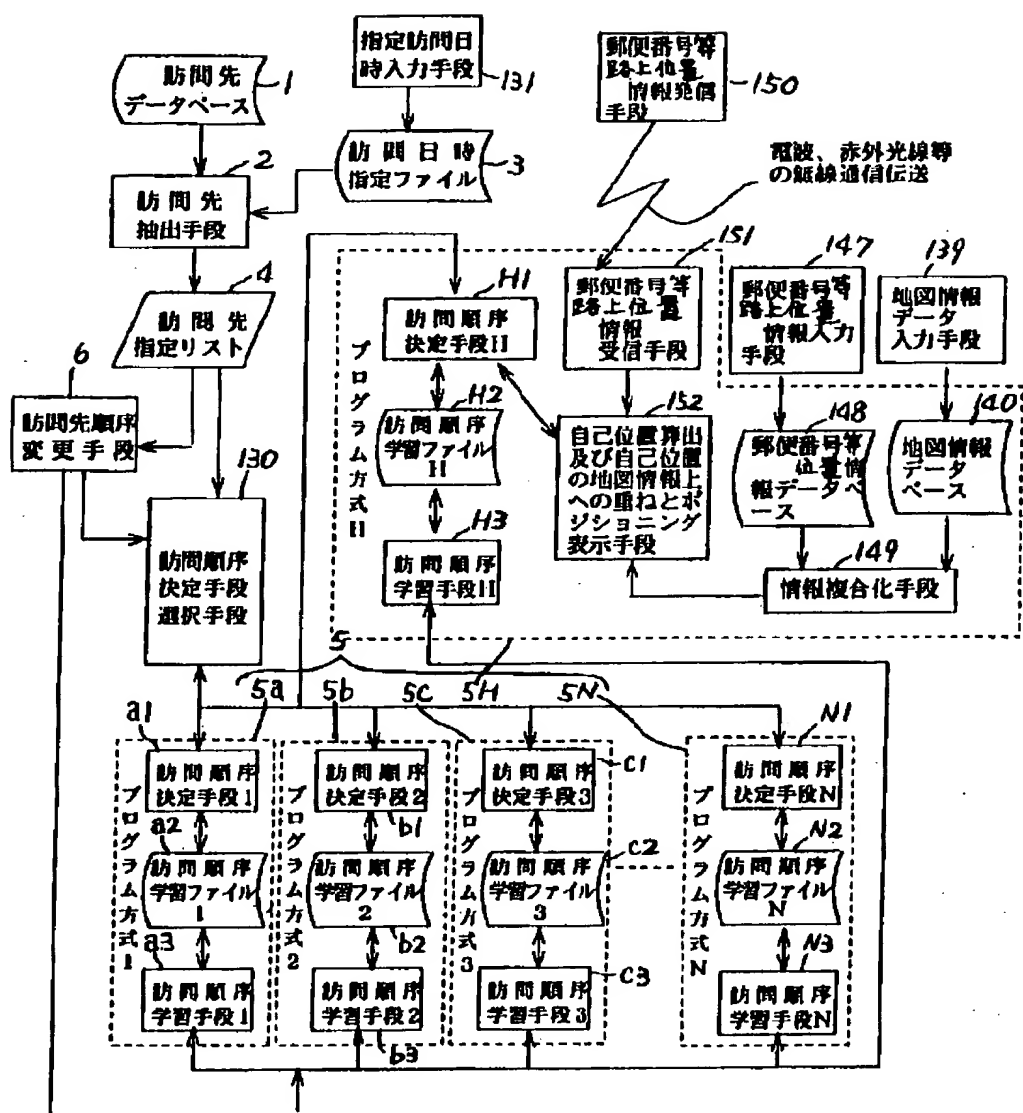 訪問先
データベース
1
指定訪問日
時入力手段
131
郵便番号等
路上位置
情報発信
手段
150
2
訪問先
抽出手段
訪問日時
指定ファイル
3
電波、赤外光線等
の無線通信伝送
4
訪問先
指定リスト
6
訪問先順序
変更手段
130
訪問順序
決定手段
選択手段
プログラム方式H
H1
訪問順序
決定手段H
H2
訪問順序
学習ファイル
H
H3
訪問順序
学習手段H
151
郵便番号等
路上位置
情報
受信手段
147
郵便番号等
路上位置
情報入力
手段
139
地図情報
データ
入力手段
152
自己位置算出
及び自己位置
の地図情報上
への重ねとポ
ジショニング
表示手段
148
郵便番号等
位置情
報データベ
ース
140
地図情報
データ
ベース
149
情報複合化手段
5
5a
5b
5c
5H
5N
プログラム方式1
a1
訪問順序
決定手段1
a2
訪問順序
学習ファイル
1
a3
訪問順序
学習手段1
プログラム方式2
訪問順序
決定手段2
b1
訪問順序
学習ファイル
2
b2
訪問順序
学習手段2
b3
プログラム方式3
訪問順序
決定手段3
C1
訪問順序
学習ファイル
3
C2
訪問順序
学習手段3
C3
プログラム方式N
N1
訪問順序
決定手段N
N2
訪問順序
学習ファイル
N
N3
訪問順序
学習手段N